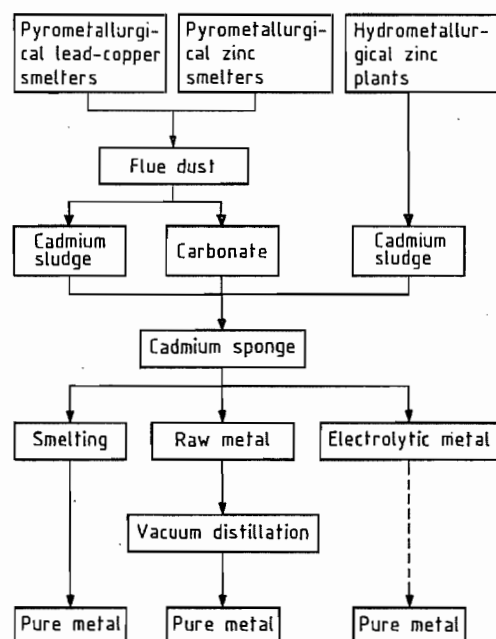 Pyrometallurgi-
cal lead-copper
smelters
Pyrometallurgi-
cal zinc
smelters
Hydrometallur-
gical zinc
plants
Flue dust
Cadmium
sludge
Carbonate
Cadmium
sludge
Cadmium sponge
Smelting
Raw metal
Electrolytic metal
Vacuum distillation
Pure metal
Pure metal
Pure metal